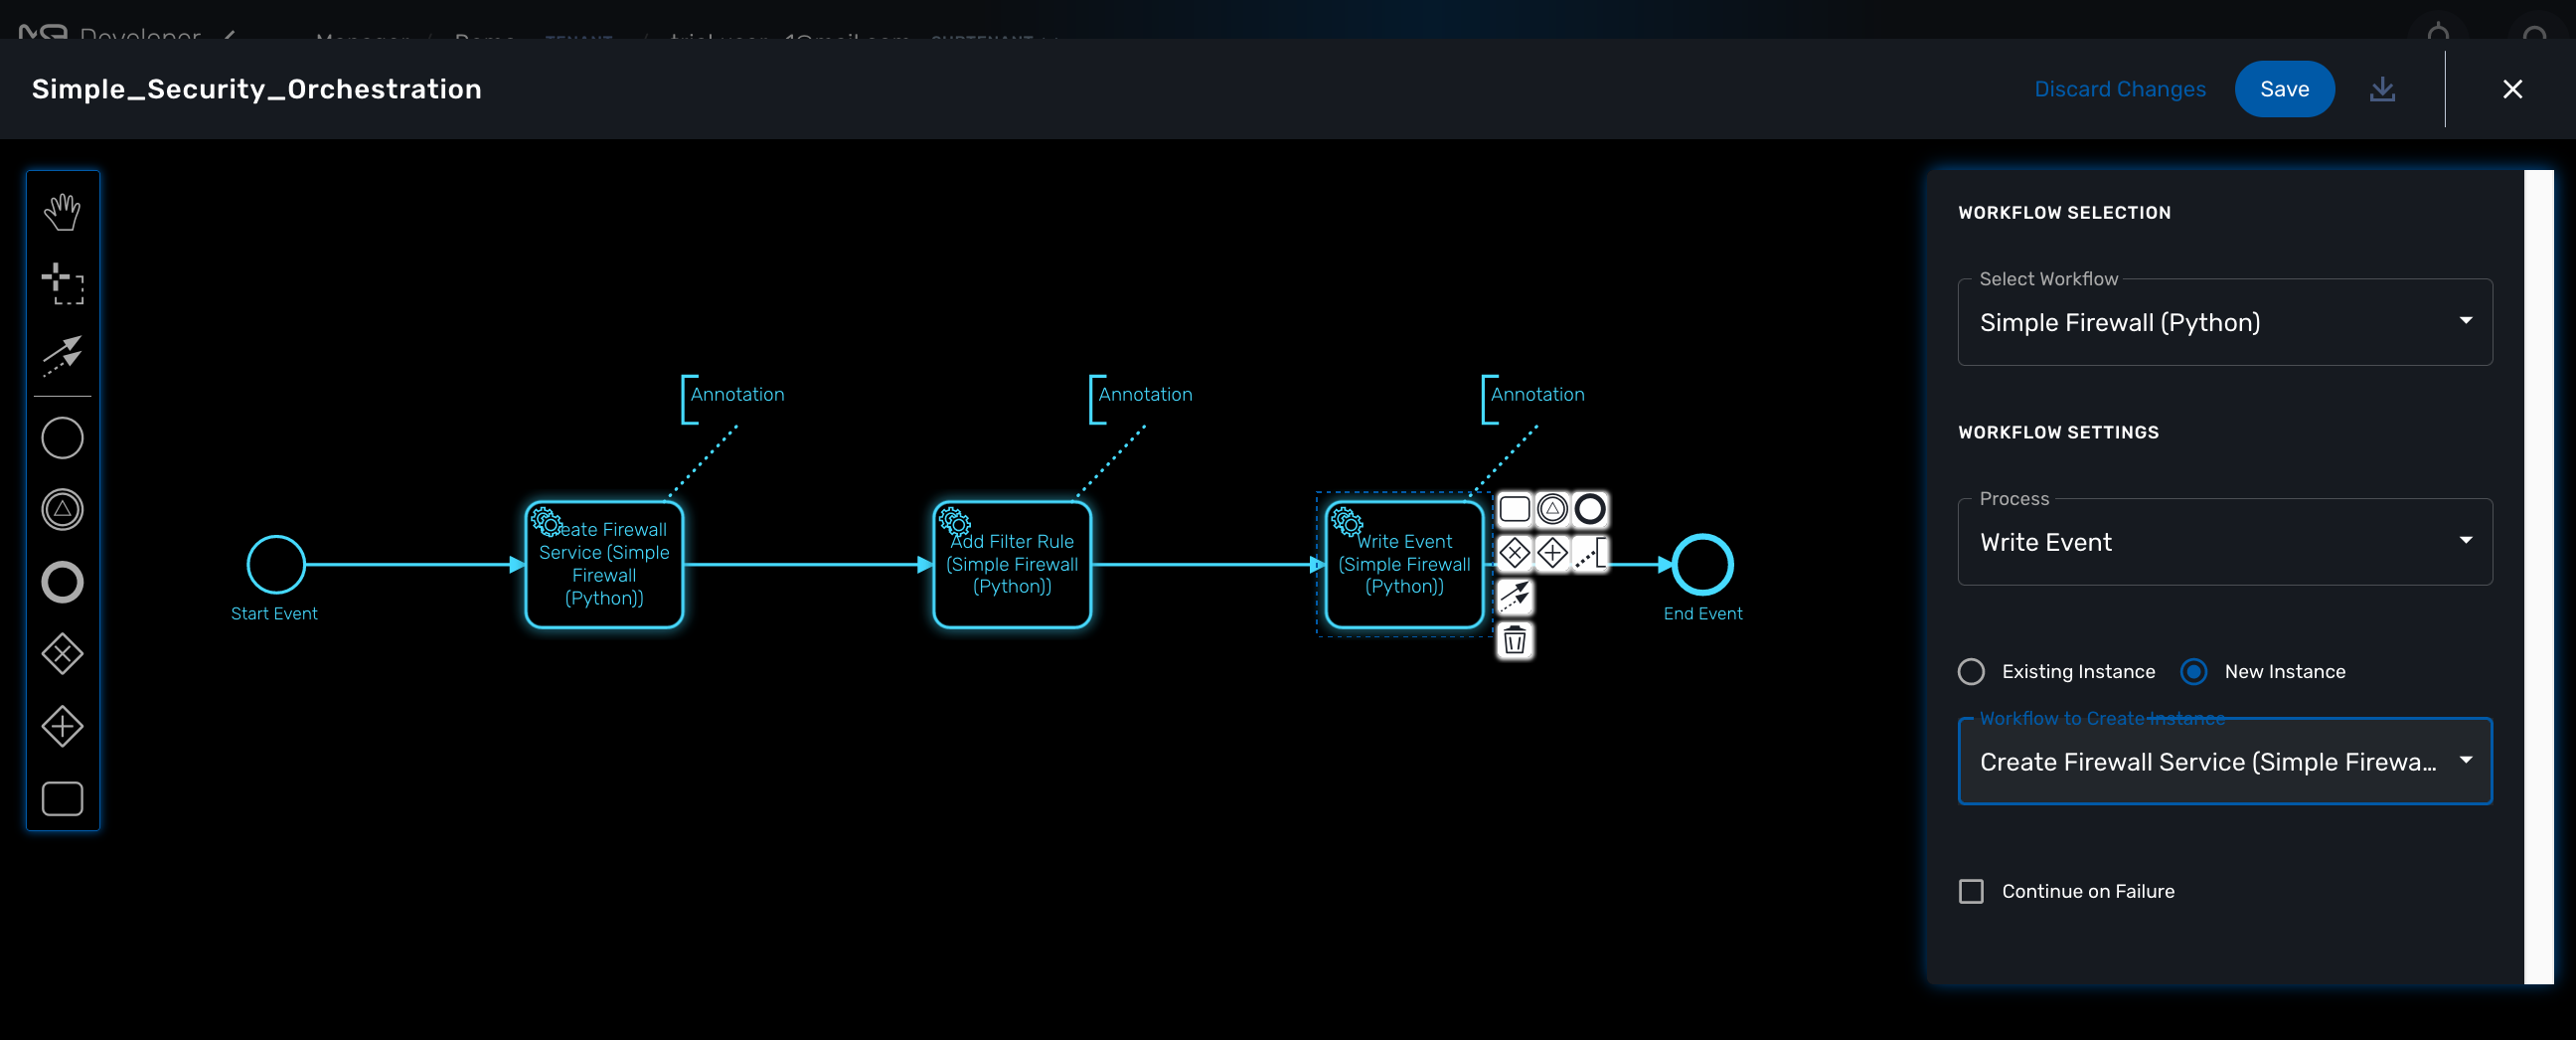 Developer
Simple_Security_Orchestration
Discard Changes
Save
WORKFLOW SELECTION
Select Workflow
Simple Firewall (Python)
WORKFLOW SETTINGS
Process
Write Event
Existing Instance
New Instance
Workflow to Create Instance
Create Firewall Service (Simple Firewa...
Continue on Failure
Annotation
Annotation
Annotation
Start Event
eate Firewall
Service (Simple
Firewall
(Python))
Add Filter Rule
(Simple Firewall
(Python))
Write Event
(Simple Firewall
(Python))
End Event